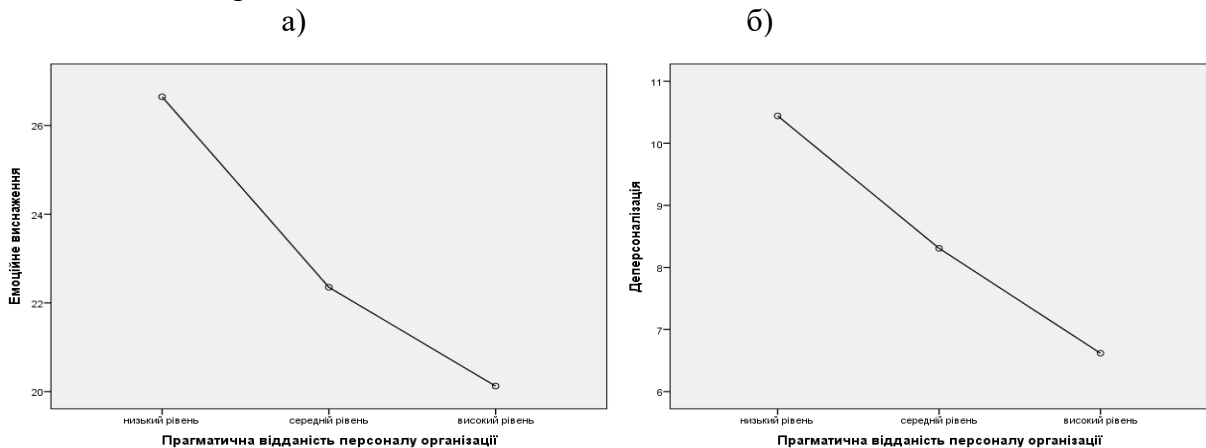 а)
б)
Емоційне виснаження
26
24
22
20
низький рівень
середній рівень
високий рівень
Прагматична відданість персоналу організації
Деперсоналізація
11
10
9
8
7
6
низький рівень
середній рівень
високий рівень
Прагматична відданість персоналу організації